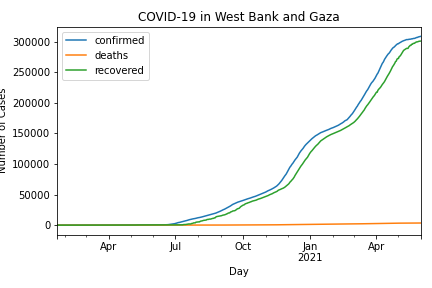 COVID-19 in West Bank and Gaza
confirmed
deaths
recovered
300000
250000
200000
150000
100000
50000
0
Number of Cases
Apr
Jul
Oct
Jan
2021
Apr
Day